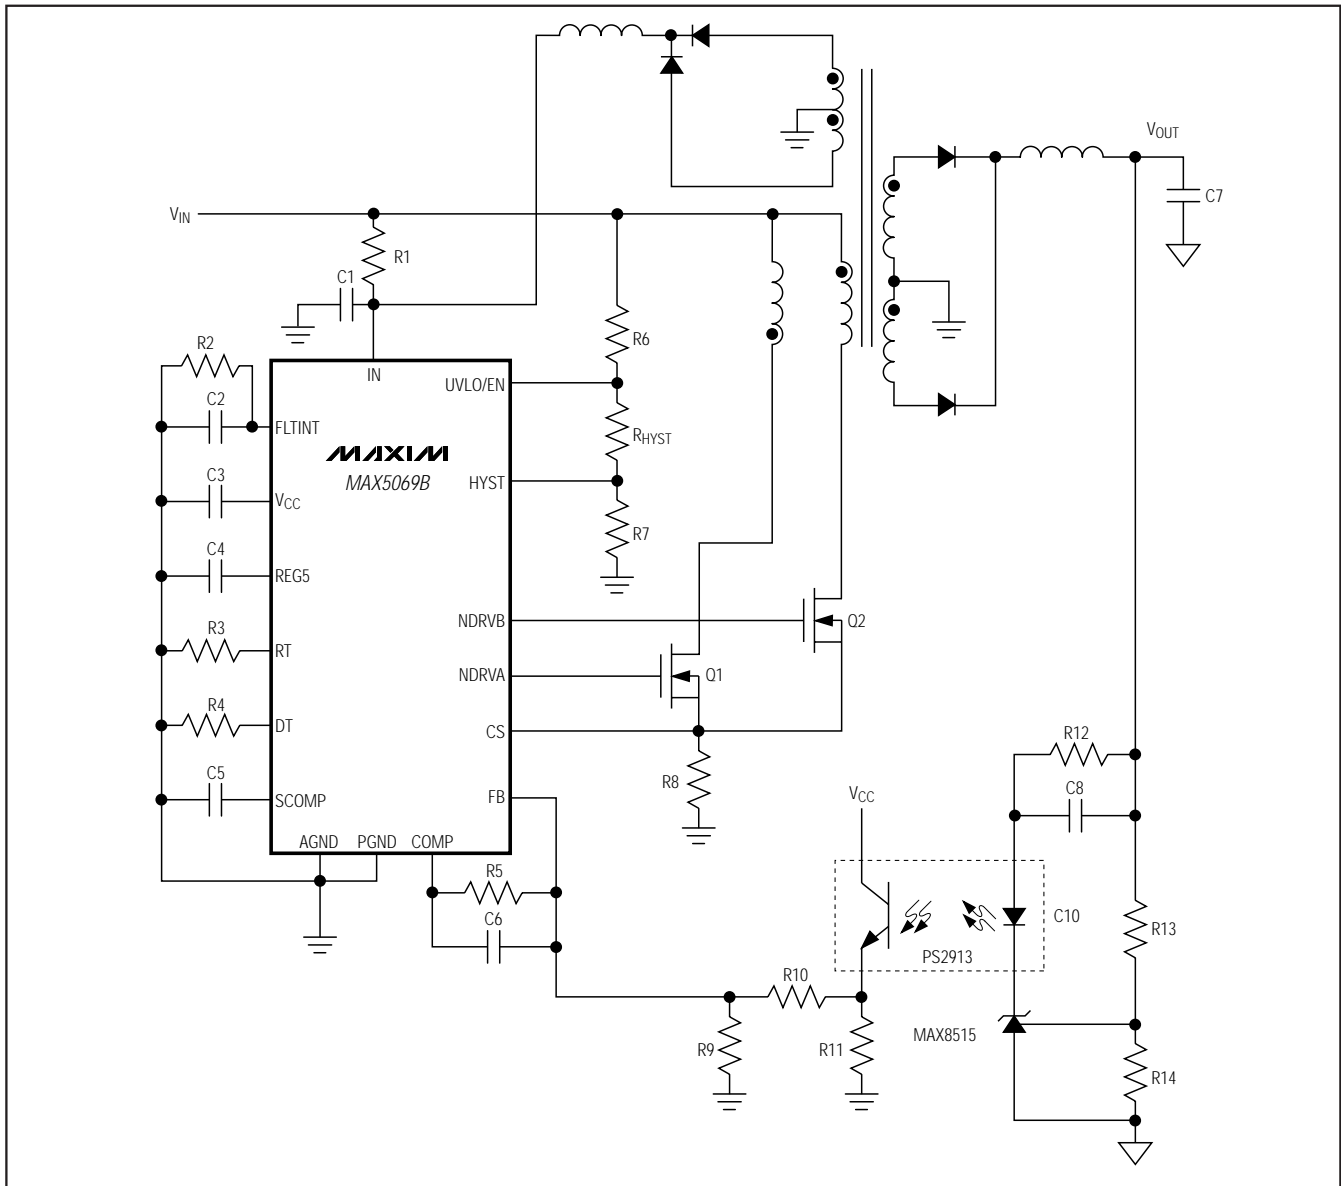 VOUT
C7
VIN
R1
C1
R6
R2
IN
UVLO/EN
C2
FLTINT
RHYST
MAXIM
MAX5069B
C3
VCC
HYST
R7
C4
REG5
NDRVB
Q2
R3
RT
NDRVA
Q1
R4
DT
CS
R12
C5
SCOMP
R8
C8
FB
VCC
AGND
PGND
COMP
R5
C6
C10
R13
PS2913
R10
R9
R11
MAX8515
R14